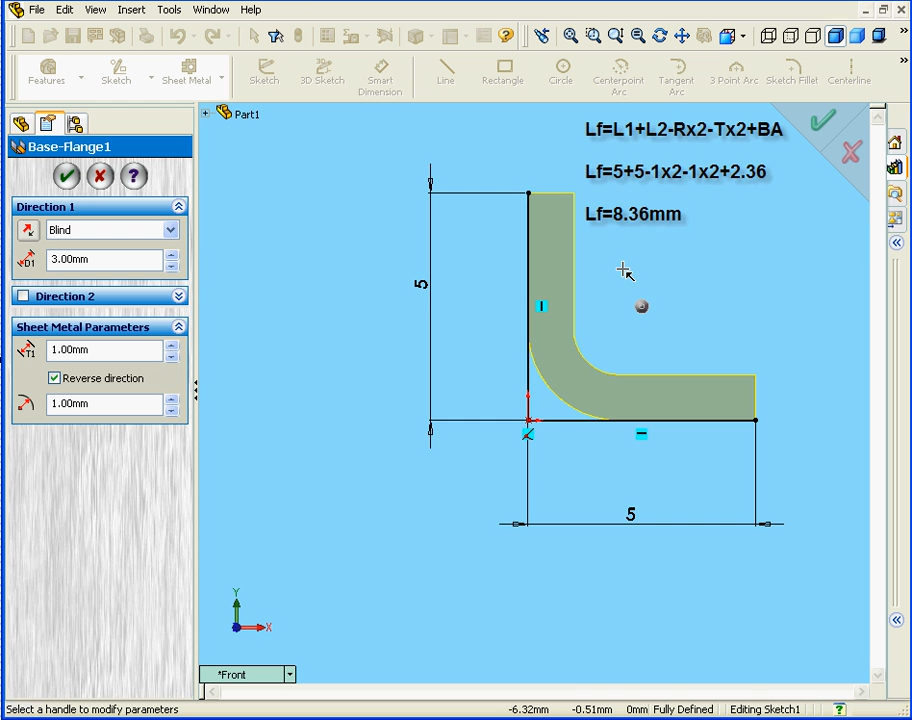 File Edit View Insert Tools Window Help
Features Sketch Sheet Metal Sketch 3D Sketch Smart Dimension Line Rectangle Circle Centerpoint Arc Tangent Arc 3 Point Arc Sketch Fillet Centerline
Part1
Base-Flange1
Direction 1
Blind
D1 3.00mm
Direction 2
Sheet Metal Parameters
T1 1.00mm
Reverse direction
1.00mm
Lf=L1+L2-Rx2-Tx2+BA
Lf=5+5-1x2-1x2+2.36
Lf=8.36mm
5
5
Y
X
*Front
Select a handle to modify parameters -6.32mm -0.51mm 0mm Fully Defined Editing Sketch1